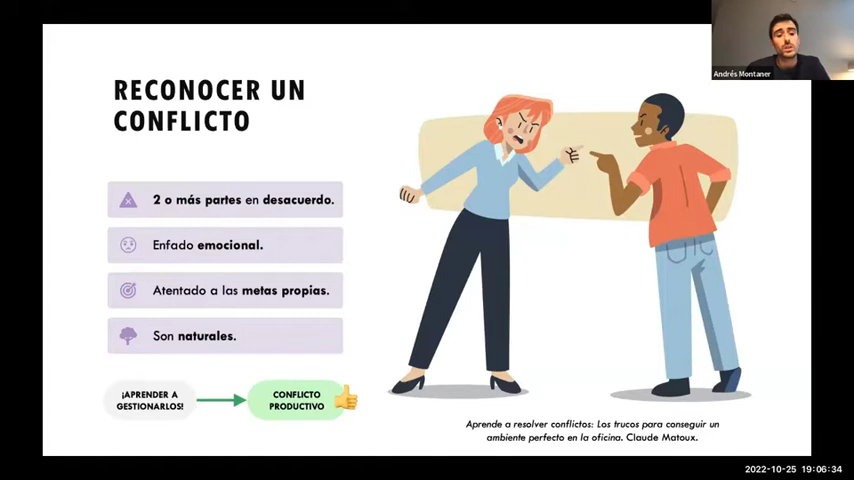 Andrés Montaner
RECONOCER UN
CONFLICTO
2 o más partes en desacuerdo.
Enfado emocional.
Atentado a las metas propias.
Son naturales.
¡APRENDER A
GESTIONARLOS!
CONFLICTO
PRODUCTIVO
Aprende a resolver conflictos: Los trucos para conseguir un
ambiente perfecto en la oficina. Claude Matoux.
2022-10-25 19:06:34